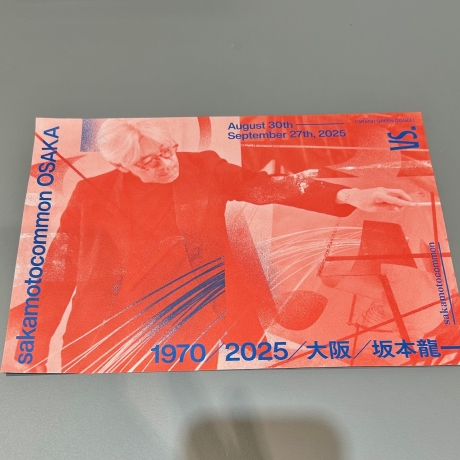 sakamotocommon OSAKA
August 30th
September 27th, 2025
VS.
sakamotocommon
1970／2025／大阪／坂本龍一